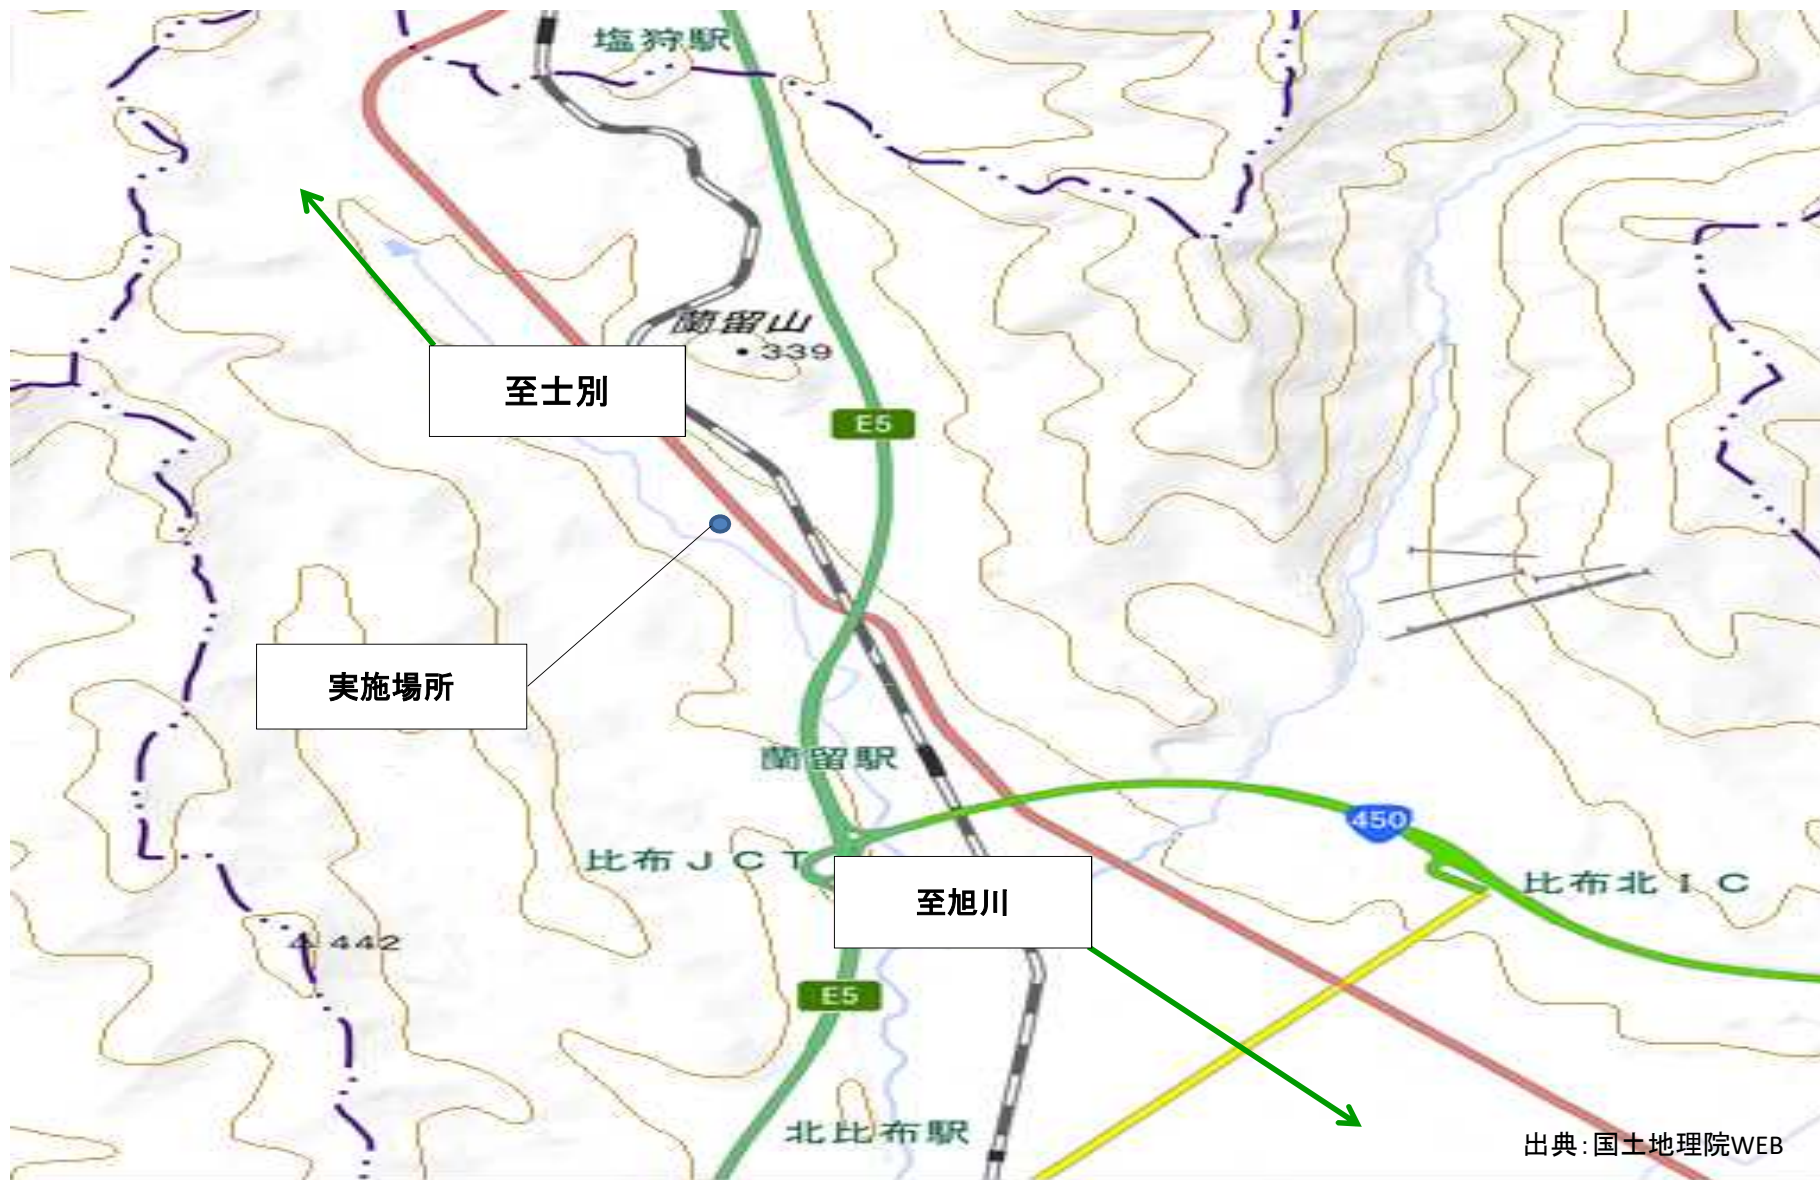 塩狩駅
蘭留山
339
至士別
E5
実施場所
蘭留駅
450
比布JCT
比布北IC
至旭川
442
E5
北比布駅
出典:国土地理院WEB